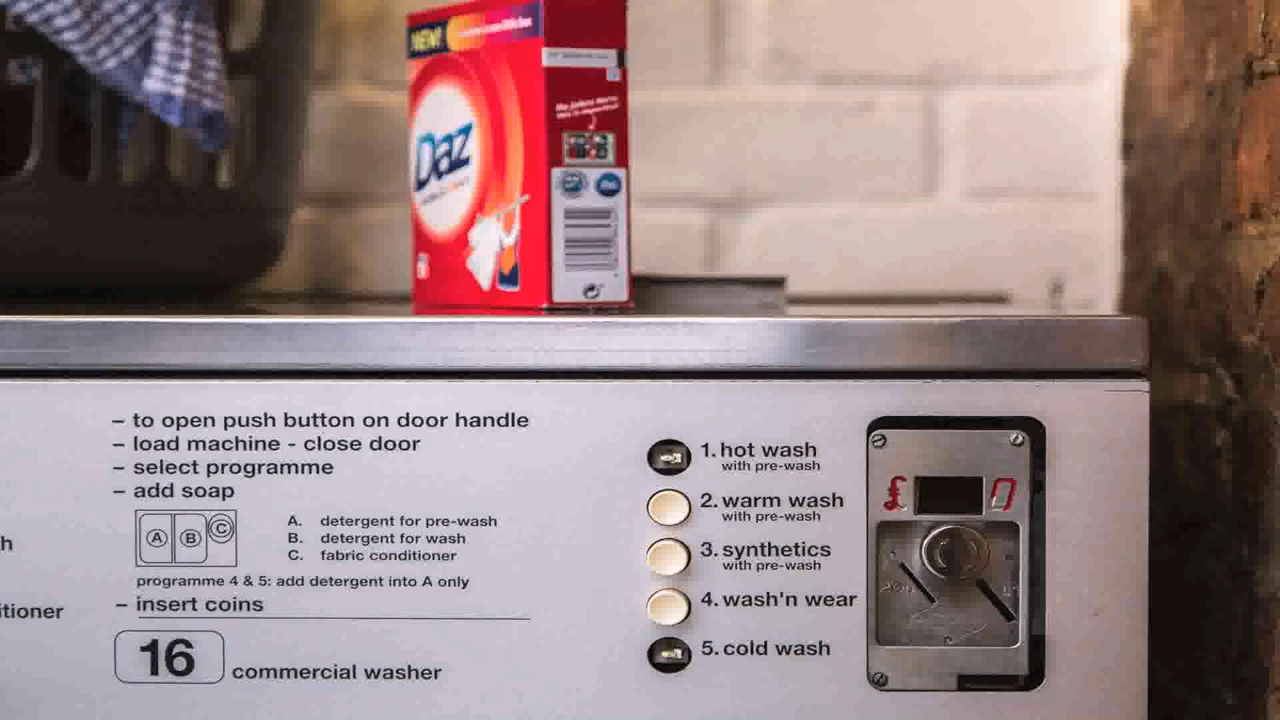 NEW!
Daz
– to open push button on door handle
– load machine - close door
– select programme
– add soap
A B C
A. detergent for pre-wash
B. detergent for wash
C. fabric conditioner
programme 4 & 5: add detergent into A only
– insert coins
16 commercial washer
h
itioner
1. hot wash
with pre-wash
2. warm wash
with pre-wash
3. synthetics
with pre-wash
4. wash'n wear
5. cold wash
£
20p